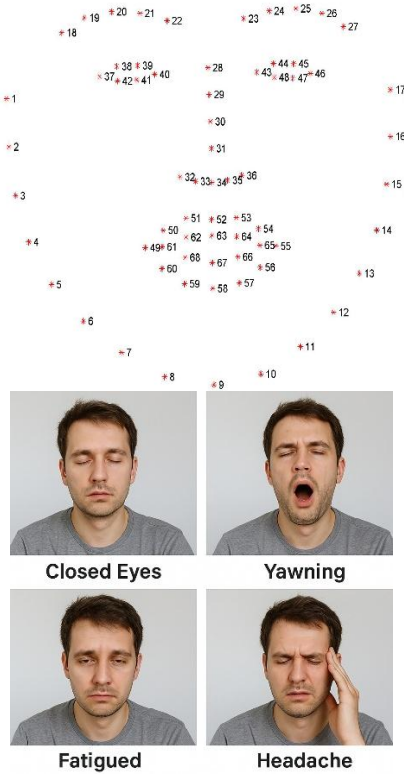 20 21 22 23 24 25 26
19 27
18
38 39 44 45
37 42 41 40 28 43 48 47 46
1 29 17
30
2 31 16
32 33 34 35 36
3 15
51 52 53
50 62 63 64 54 14
4 49 61 65 55
68 67 66
60 56
5 59 58 57 13
6 12
7 11
8 9 10
Closed Eyes Yawning
Fatigued Headache